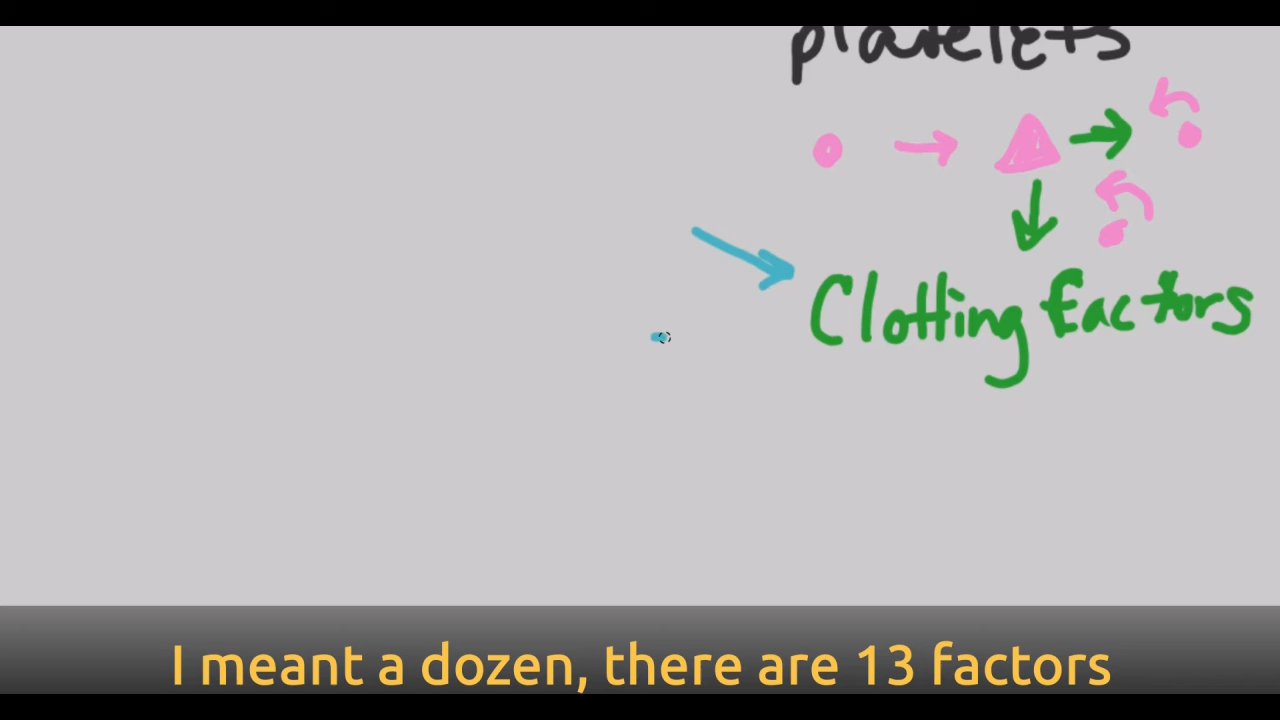 platelets
Clotting factors
I meant a dozen, there are 13 factors